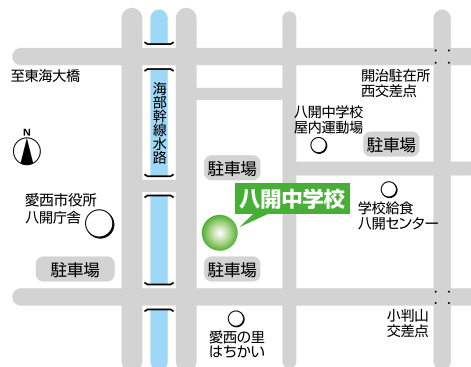 至東海大橋
海部幹線水路
開治駐在所
西交差点
八開中学校
屋内運動場
駐車場
N
駐車場
八開中学校
愛西市役所
八開庁舎
学校給食
八開センター
駐車場
駐車場
小判山
交差点
愛西の里
はちかい